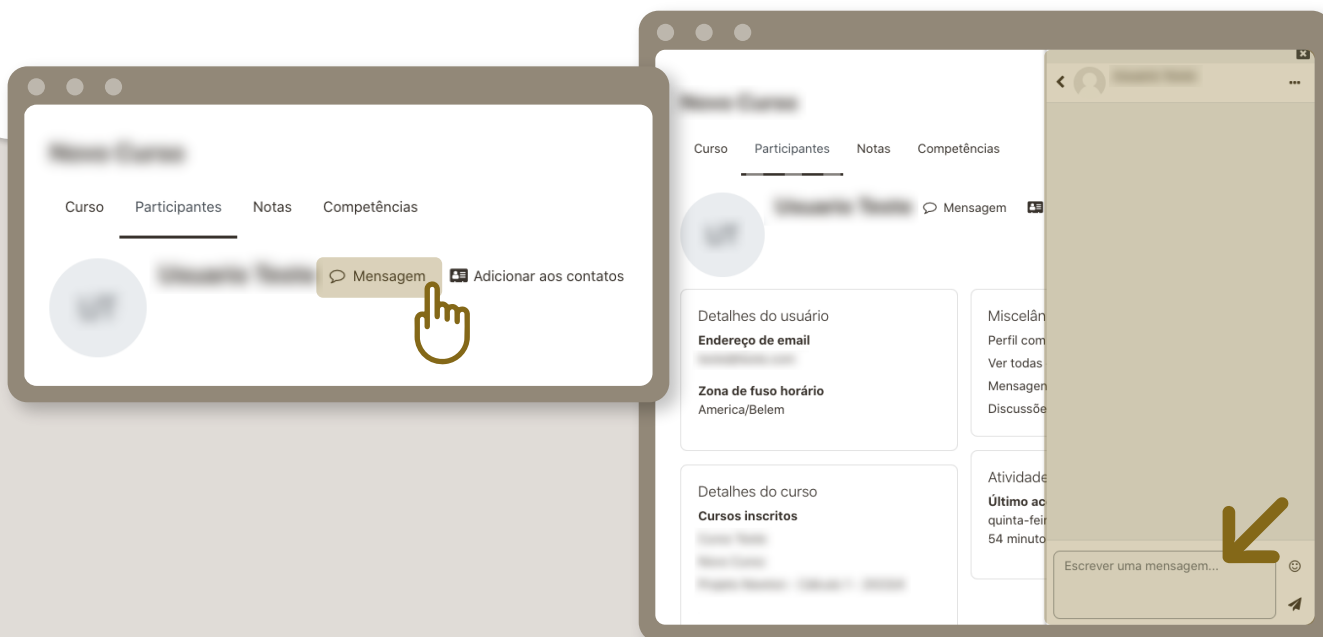 Curso Participantes Notas Competências
Mensagem Adicionar aos contatos
Curso Participantes Notas Competências
Mensagem
Detalhes do usuário
Endereço de email
Zona de fuso horário
America/Belem
Detalhes do curso
Cursos inscritos
Miscelân
Perfil com
Ver todas
Mensagen
Discussõe
Atividade
Último ac
quinta-feir
54 minuto
Escrever uma mensagem...